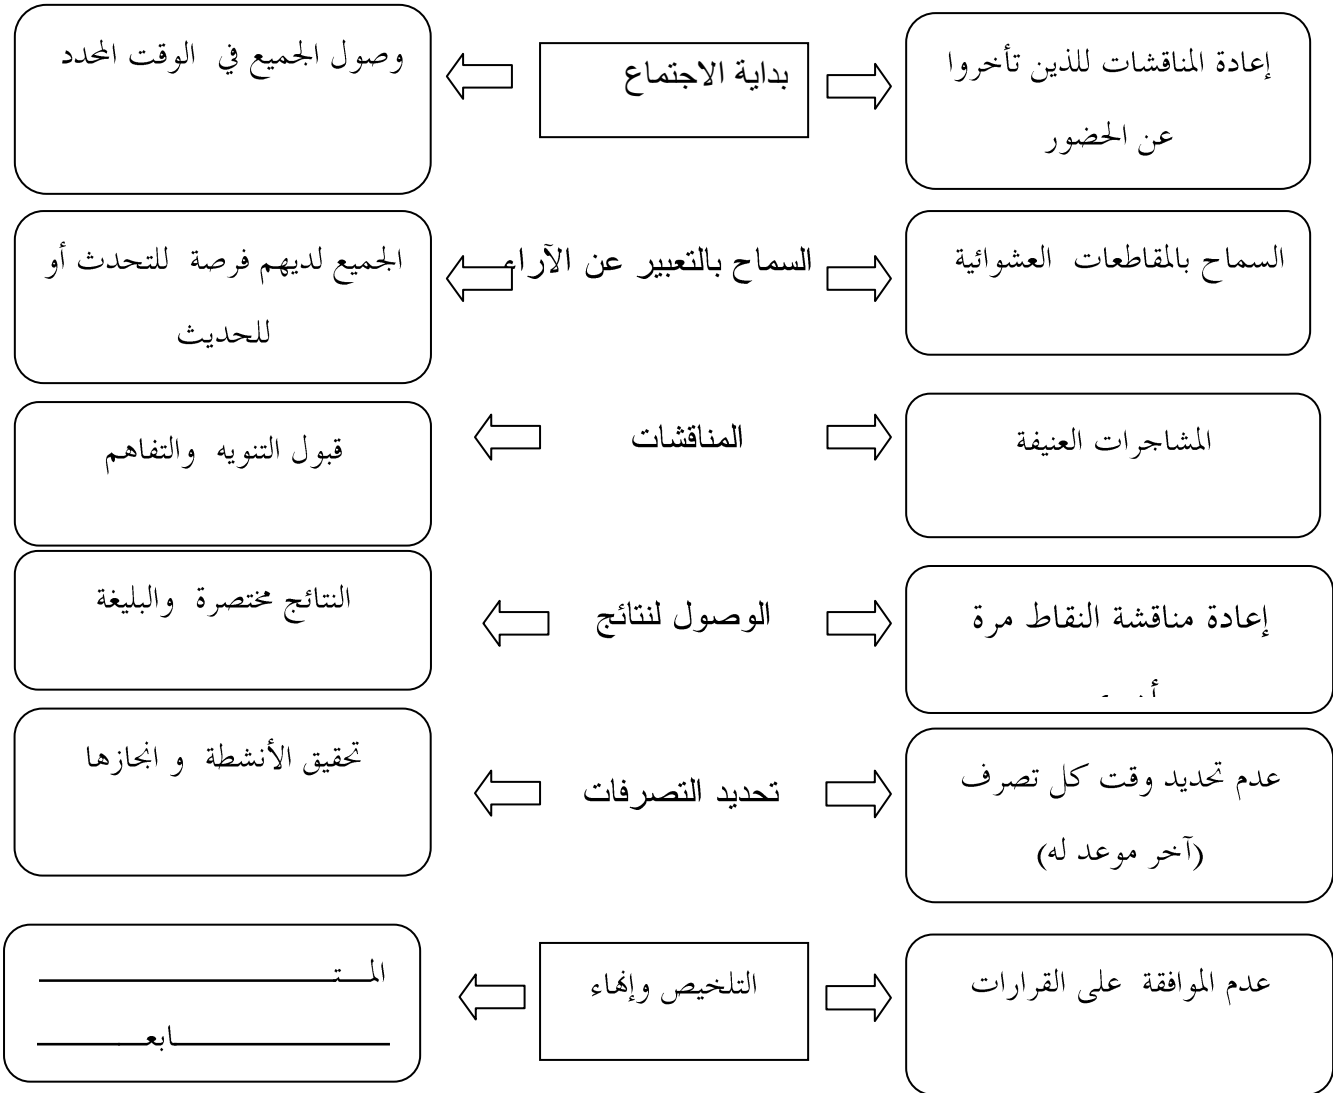 إعادة المناقشات للذين تأخروا
عن الحضور
بداية الاجتماع
وصول الجميع في الوقت المحدد
السماح بالمقاطعات العشوائية
السماح بالتعبير عن الآراء
الجميع لديهم فرصة للتحدث أو
للحديث
المشاجرات العنيفة
المناقشات
قبول التنويه والتفاهم
إعادة مناقشة النقاط مرة
الوصول لنتائج
النتائج مختصرة والبليغة
عدم تحديد وقت كل تصرف
(آخر موعد له)
تحديد التصرفات
تحقيق الأنشطة و انجازها
عدم الموافقة على القرارات
التلخيص وإنهاء
المـــتـــــــــــــــــــــ
ـــــــــــــــــــابعــــــــــ